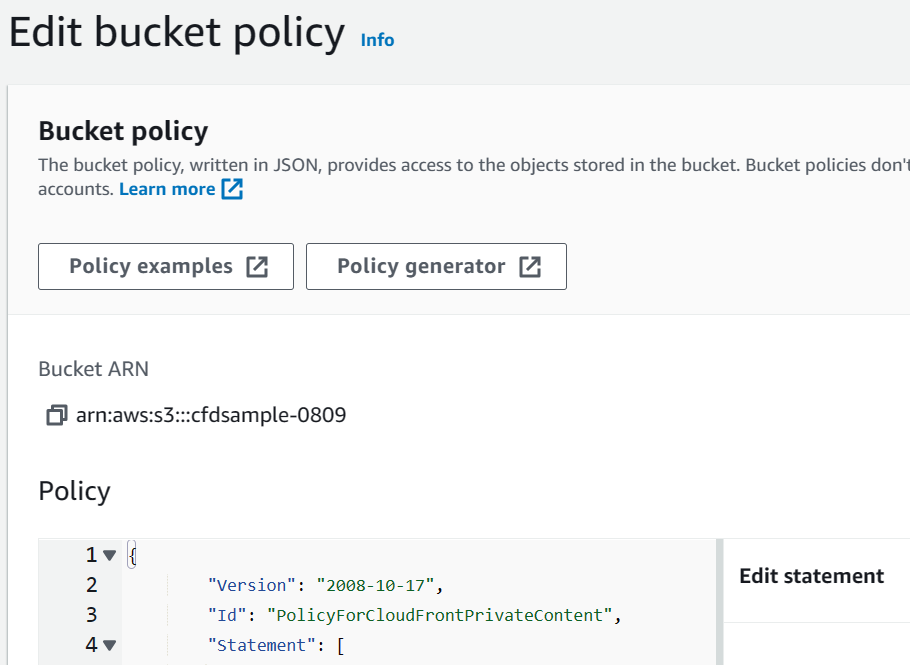 Edit bucket policy Info
Bucket policy
The bucket policy, written in JSON, provides access to the objects stored in the bucket. Bucket policies don't
accounts. Learn more
Policy examples Policy generator
Bucket ARN
arn:aws:s3:::cfdsample-0809
Policy
1 {
Edit statement
2 "Version": "2008-10-17",
3 "Id": "PolicyForCloudFrontPrivateContent",
4 "Statement": [